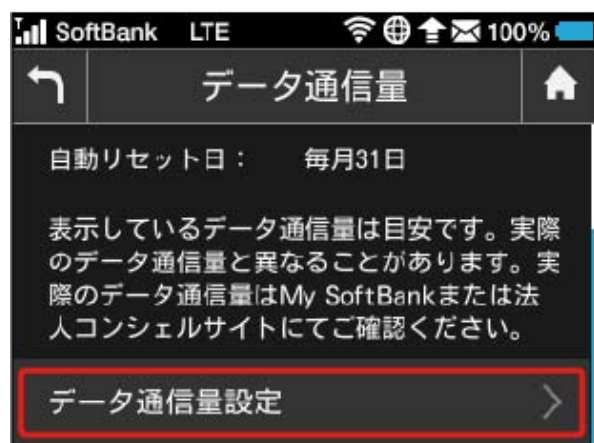 SoftBank LTE 100%
データ通信量
自動リセット日： 毎月31日
表示しているデータ通信量は目安です。実際
のデータ通信量と異なることがあります。実
際のデータ通信量はMy SoftBankまたは法
人コンシェルサイトにてご確認ください。
データ通信量設定